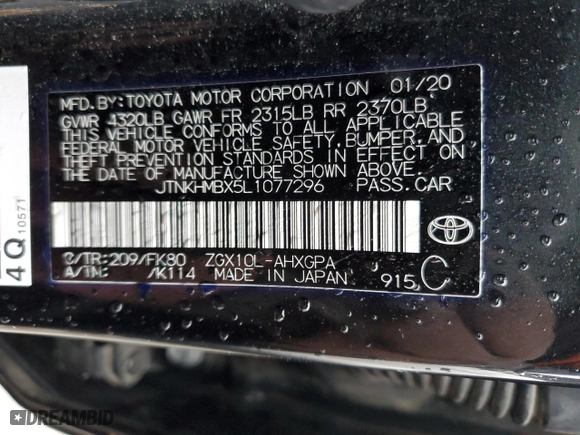 MFD. BY: TOYOTA MOTOR CORPORATION 01/20
GVWR 4320LB GAWR FR 2315LB RR 2370LB
THIS VEHICLE CONFORMS TO ALL APPLICABLE
FEDERAL MOTOR VEHICLE SAFETY, BUMPER, AND
THEFT PREVENTION STANDARDS IN EFFECT ON
THE DATE OF MANUFACTURE SHOWN ABOVE.
JTNKHMBX5L1077296 PASS. CAR
C/TR: 209/FK80 ZGX10L-AHXGPA
A/TM: /K114 MADE IN JAPAN 915 C
4 Q 10571
DREAMBID